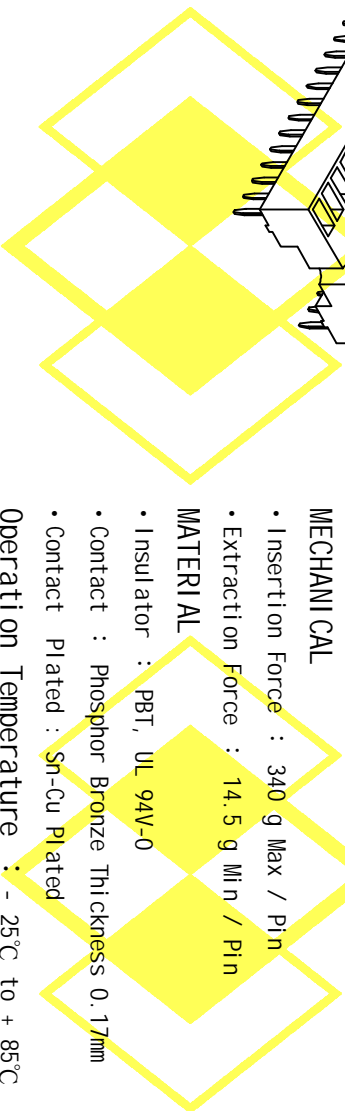 MECHANICAL
• Insertion Force : 340 g Max / Pin
• Extraction Force : 14.5 g Min / Pin
MATERIAL
• Insulator : PBT, UL 94V-0
• Contact : Phosphor Bronze Thickness 0.17mm
• Contact Plated : Sn-Cu Plated
Operation Temperature : - 25℃ to + 85℃